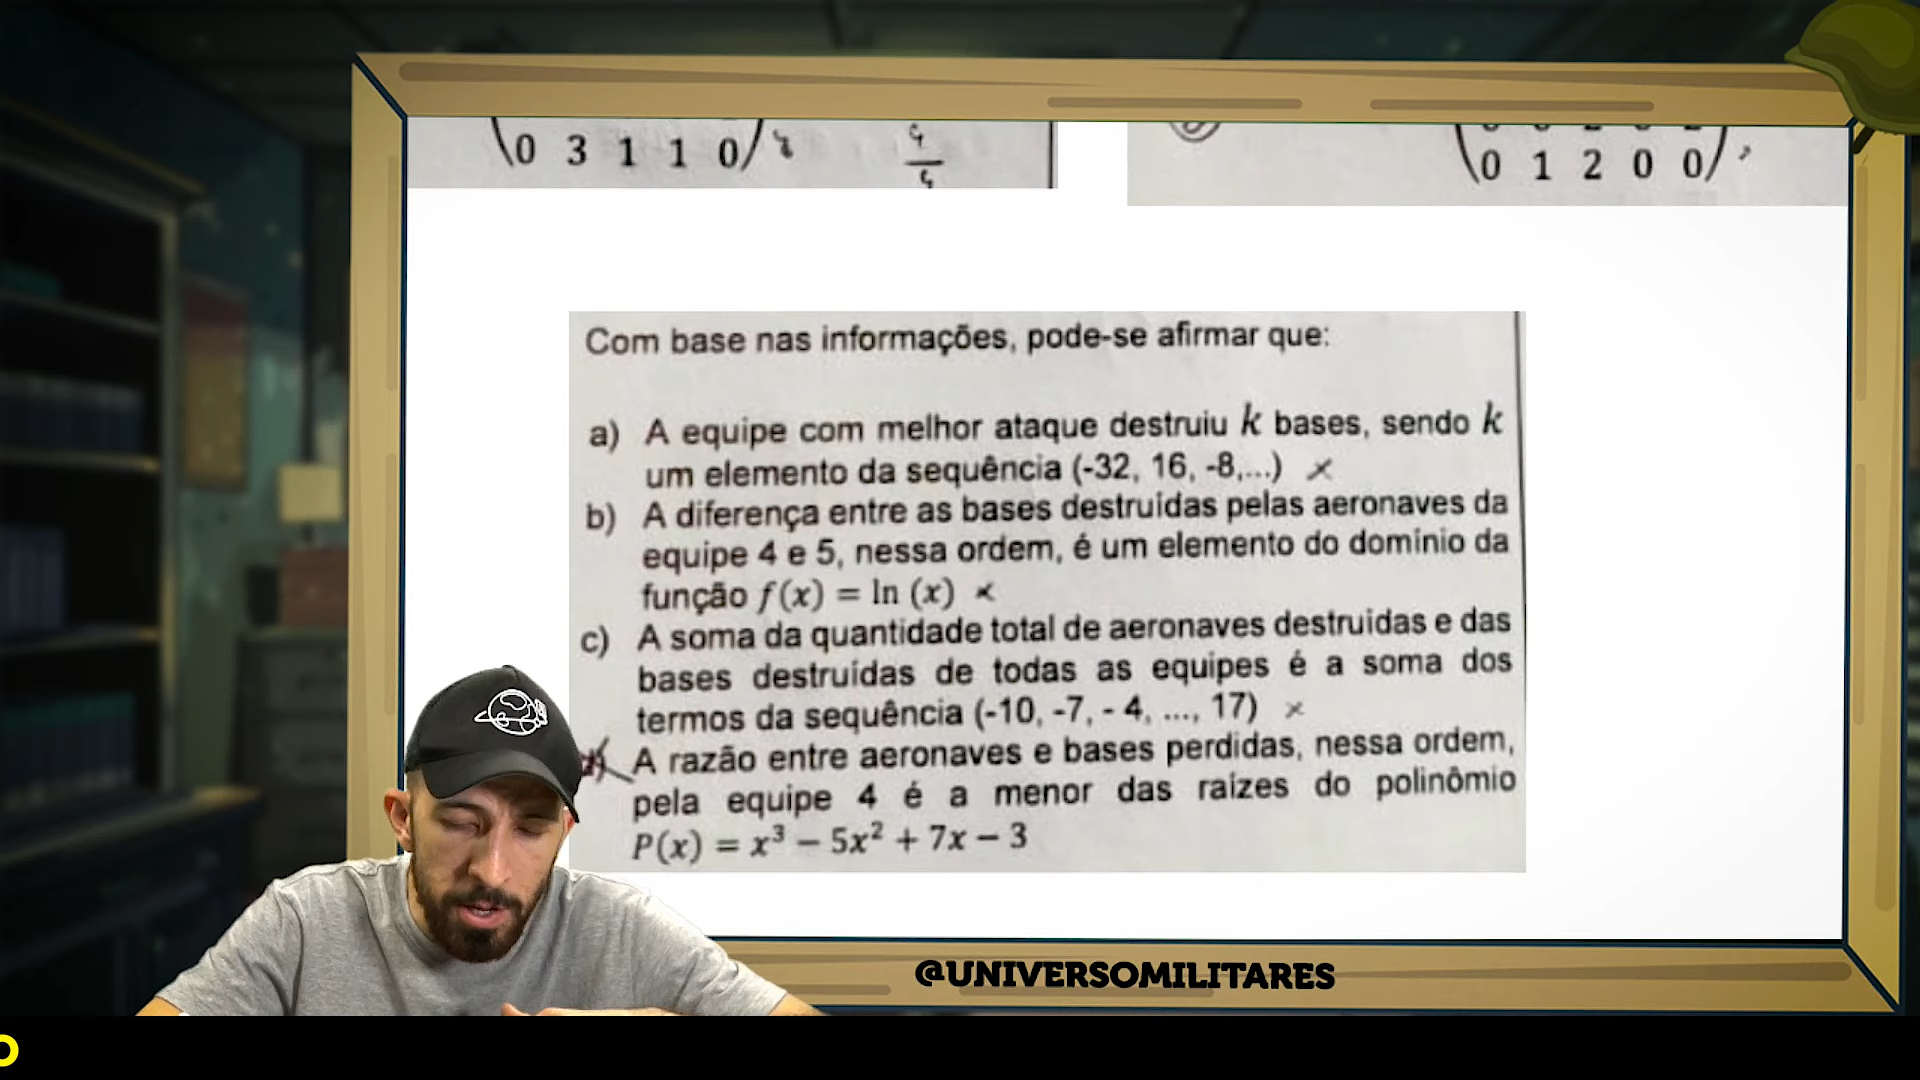 0 3 1 1 0
4
0 1 2 0 0
Com base nas informações, pode-se afirmar que:
a) A equipe com melhor ataque destruiu k bases, sendo k
um elemento da sequência (-32, 16, -8,...) x
b) A diferença entre as bases destruídas pelas aeronaves da
equipe 4 e 5, nessa ordem, é um elemento do domínio da
função f(x) = ln (x) x
c) A soma da quantidade total de aeronaves destruidas e das
bases destruídas de todas as equipes é a soma dos
termos da sequência (-10, -7, - 4, ..., 17) x
A razão entre aeronaves e bases perdidas, nessa ordem,
pela equipe 4 é a menor das raízes do polinômio
P(x) = x³ − 5x² + 7x − 3
@UNIVERSOMILITARES